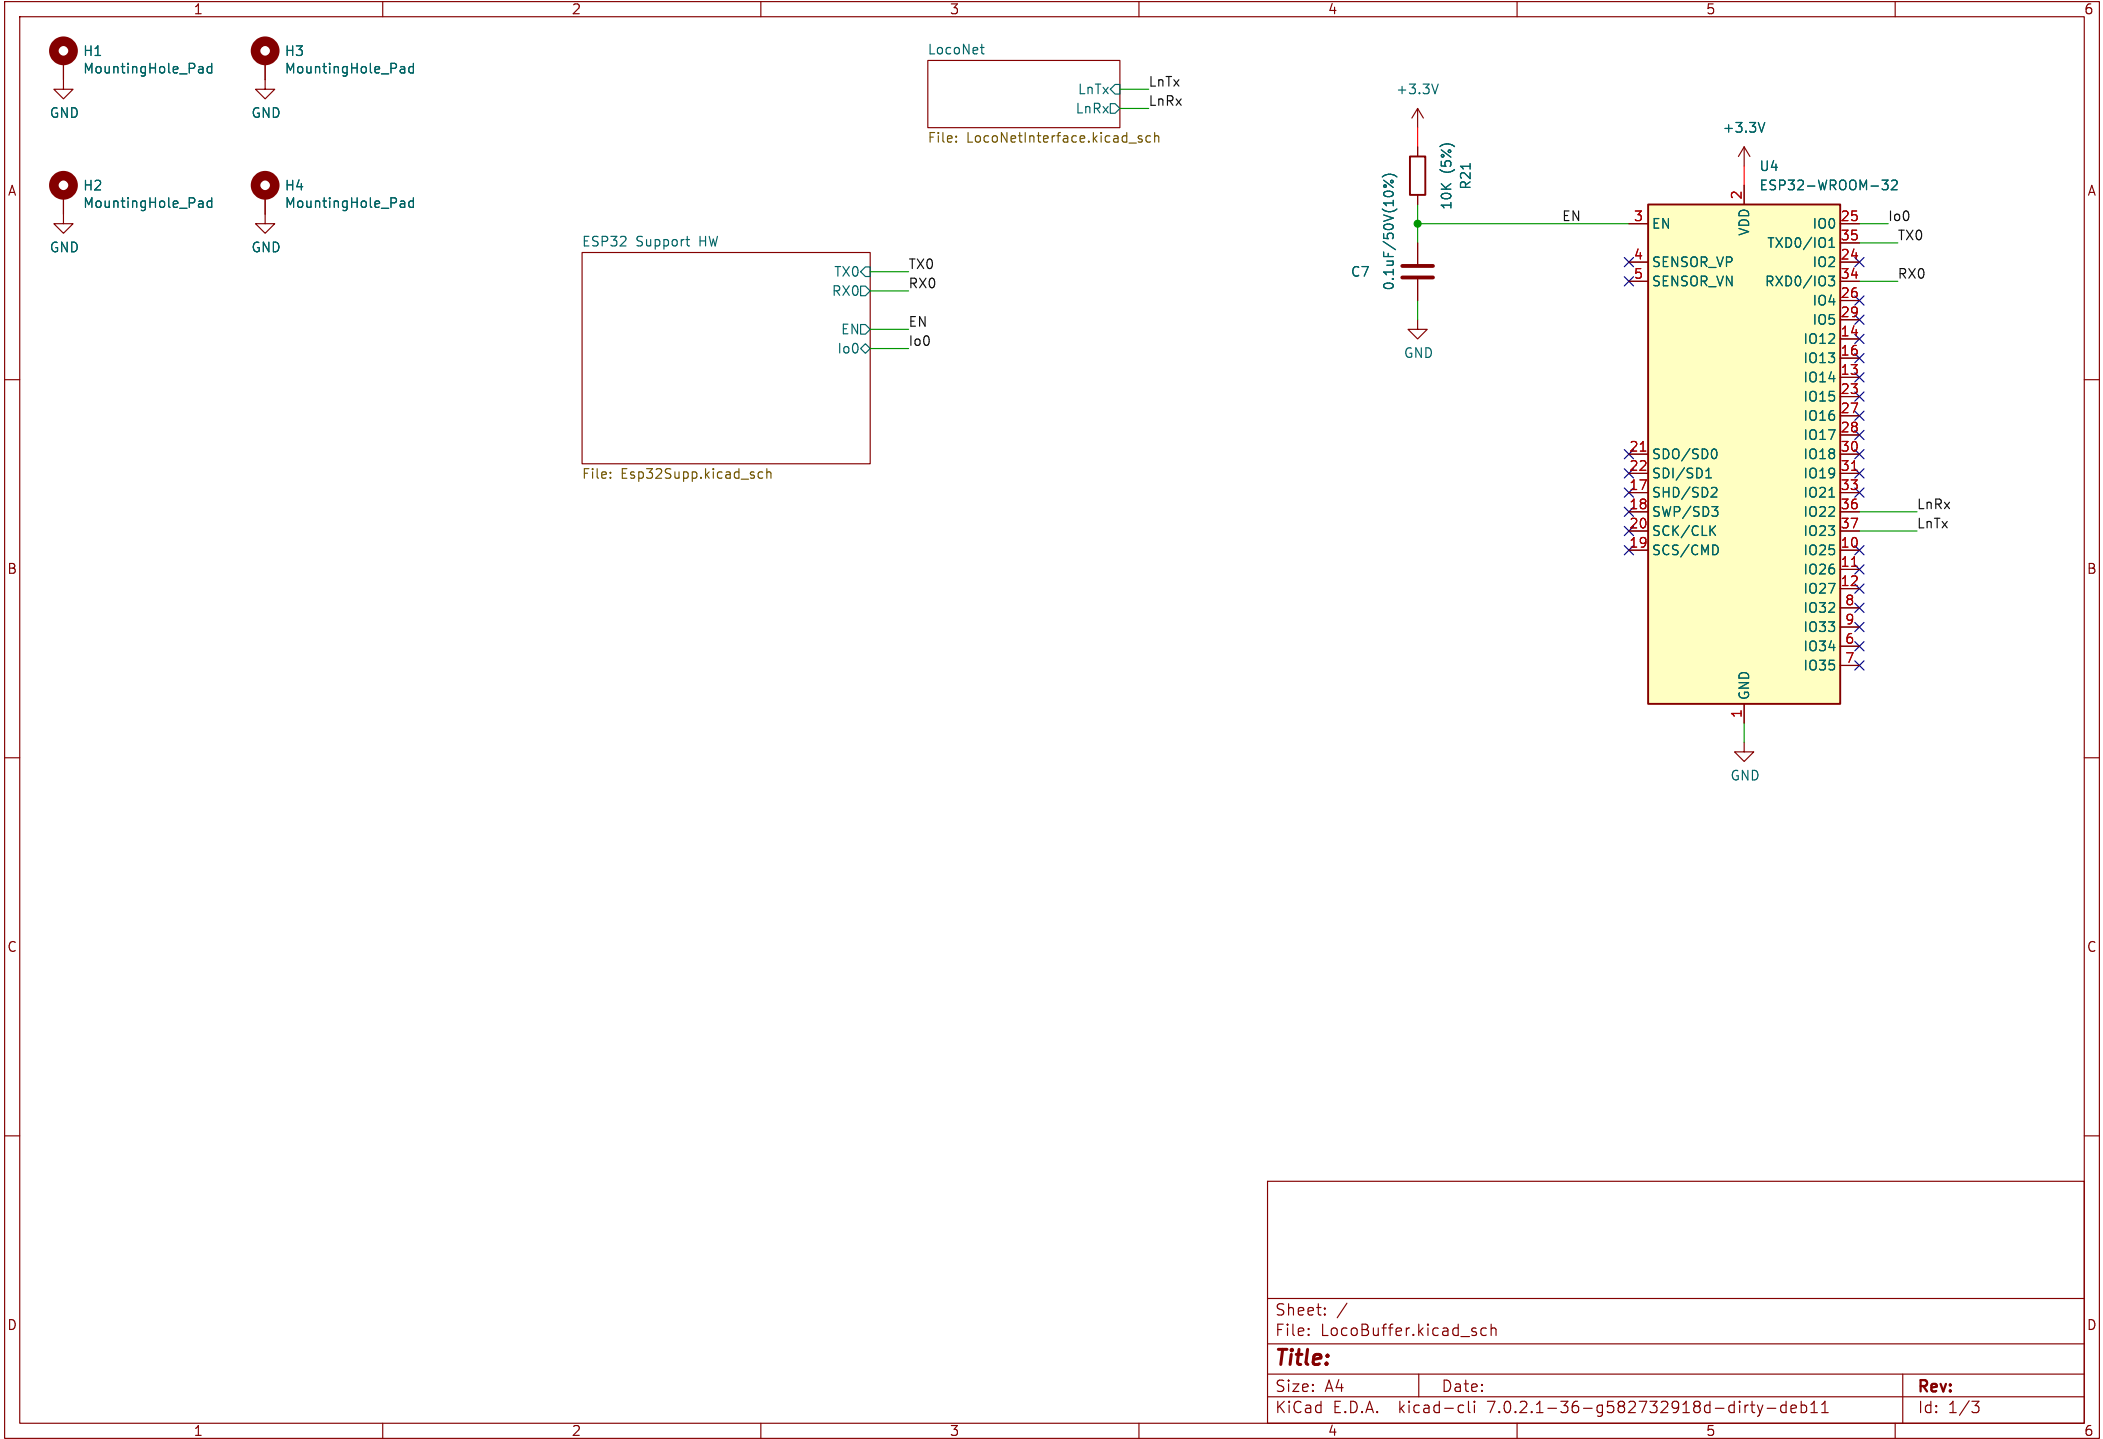 1 2 3 4 5 6
H1
MountingHole_Pad
GND
H3
MountingHole_Pad
GND
H2
MountingHole_Pad
GND
H4
MountingHole_Pad
GND
LocoNet
LnTx LnTx
LnRx LnRx
File: LocoNetInterface.kicad_sch
ESP32 Support HW
TX0 TX0
RX0 RX0
EN EN
Io0 Io0
File: Esp32Supp.kicad_sch
+3.3V
10K (5%)
R21
0.1uF/50V(10%)
C7
GND
EN
+3.3V
U4
ESP32-WROOM-32
2
VDD
3 EN
4 SENSOR_VP
5 SENSOR_VN
21 SDO/SD0
22 SDI/SD1
17 SHD/SD2
18 SWP/SD3
20 SCK/CLK
19 SCS/CMD
IO0 25 Io0
TXD0/IO1 35 TX0
IO2 24
RXD0/IO3 34 RX0
IO4 26
IO5 29
IO12 14
IO13 16
IO14 13
IO15 23
IO16 27
IO17 28
IO18 30
IO19 31
IO21 33
IO22 36 LnRx
IO23 37 LnTx
IO25 10
IO26 11
IO27 12
IO32 8
IO33 9
IO34 6
IO35 7
GND
1
GND
A A
B B
C C
D D
Sheet: /
File: LocoBuffer.kicad_sch
Title:
Size: A4 Date: Rev:
KiCad E.D.A. kicad-cli 7.0.2.1-36-g582732918d-dirty-deb11 Id: 1/3
1 2 3 4 5 6